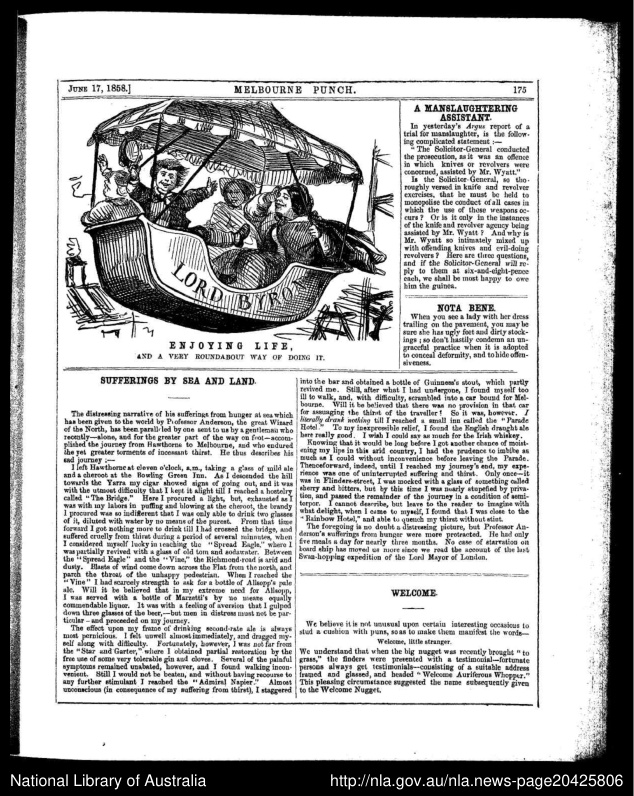 JUNE 17, 1858.]
MELBOURNE PUNCH.
175
LORD BYRON
ENJOYING LIFE,
AND A VERY ROUNDABOUT WAY OF DOING IT.
A MANSLAUGHTERING
ASSISTANT.
In yesterday's Argus report of a
trial for manslaughter, is the follow-
ing complicated statement :—
"The Solicitor-General conducted
the prosecution, as it was an offence
in which knives or revolvers were
concerned, assisted by Mr. Wyatt."
Is the Solicitor-General, so tho-
roughly versed in knife and revolver
exercises, that he must be held to
monopolise the conduct of all cases in
which the use of those weapons oc-
curs ? Or is it only in the instances
of the knife and revolver agency being
assisted by Mr. Wyatt ? And why is
Mr. Wyatt so intimately mixed up
with offending knives and evil-doing
revolvers ? Here are three questions,
and if the Solicitor-General will re-
ply to them at six-and-eight-pence
each, we shall be most happy to owe
him the guinea.
NOTA BENE.
When you see a lady with her dress
trailing on the pavement, you may be
sure she has ugly feet and dirty stock-
ings ; so don't hastily condemn an un-
graceful practice when it is adopted
to conceal deformity, and to hide offen-
siveness.
SUFFERINGS BY SEA AND LAND.
The distressing narrative of his sufferings from hunger at sea which
has been given to the world by Professor Anderson, the great Wizard
of the North, has been paralleled by one sent to us by a gentleman who
recently—alone, and for the greater part of the way on foot—accom-
plished the journey from Hawthorne to Melbourne, and who endured
the yet greater torments of incessant thirst. He thus describes his
sad journey :—
I left Hawthorne at eleven o'clock, a.m., taking a glass of mild ale
and a cheroot at the Bowling Green Inn. As I descended the hill
towards the Yarra my cigar showed signs of going out, and it was
with the utmost difficulty that I kept it alight till I reached a hostelry
called "The Bridge." Here I procured a light, but, exhausted as I
was with my labors in puffing and blowing at the cheroot, the brandy
I procured was so indifferent that I was only able to drink two glasses
of it, diluted with water by no means of the purest. From that time
forward I got nothing more to drink till I had crossed the bridge, and
suffered cruelly from thirst during a period of several minutes, when
I considered myself lucky in reaching the "Spread Eagle," where I
was partially revived with a glass of old tom and sodawater. Between
the "Spread Eagle" and the "Vine," the Richmond-road is arid and
dusty. Blasts of wind come down across the Flat from the north, and
parch the throat of the unhappy pedestrian. When I reached the
"Vine" I had scarcely strength to ask for a bottle of Allsopp's pale
ale. Will it be believed that in my extreme need for Allsopp,
I was served with a bottle of Marzetti's by no means equally
commendable liquor. It was with a feeling of aversion that I gulped
down three glasses of the beer,—but men in distress must not be par-
ticular—and proceeded on my journey.
The effect upon my frame of drinking second-rate ale is always
most pernicious. I felt unwell almost immediately, and dragged my-
self along with difficulty. Fortunately, however, I was not far from
the "Star and Garter," where I obtained partial restoration by the
free use of some very tolerable gin and cloves. Several of the painful
symptoms remained unabated, however, and I found walking incon-
venient. Still I would not be beaten, and without having recourse to
any further stimulant I reached the "Admiral Napier." Almost
unconscious (in consequence of my suffering from thirst), I staggered
into the bar and obtained a bottle of Guinness's stout, which partly
revived me. Still, after what I had undergone, I found myself too
ill to walk, and, with difficulty, scrambled into a car bound for Mel-
bourne. Will it be believed that there was no provision in that car
for assuaging the thirst of the traveller ! So it was, however. I
literally drank nothing till I reached a small inn called the "Parade
Hotel." To my inexpressible relief, I found the English draught ale
here really good. I wish I could say as much for the Irish whiskey.
Knowing that it would be long before I got another chance of moist-
ening my lips in this arid country, I had the prudence to imbibe as
much as I could without inconvenience before leaving the Parade.
Thenceforward, indeed, until I reached my journey's end, my expe-
rience was one of uninterrupted suffering and thirst. Only once—it
was in Flinders-street, I was mocked with a glass of something called
sherry and bitters, but by this time I was nearly stupefied by priva-
tion, and passed the remainder of the journey in a condition of semi-
torpor. I cannot describe, but leave to the reader to imagine with
what delight, when I came to myself, I found that I was close to the
"Rainbow Hotel," and able to quench my thirst without stint.
The foregoing is no doubt a distressing picture, but Professor An-
derson's sufferings from hunger were more protracted. He had only
five meals a day for nearly three months. No case of starvation on
board ship has moved us more since we read the account of the last
Swan-hopping expedition of the Lord Mayor of London.
WELCOME.
We believe it is not unusual upon certain interesting occasions to
stud a cushion with puns, so as to make them manifest the words—
Welcome, little stranger.
We understand that when the big nugget was recently brought "to
grass," the finders were presented with a testimonial—fortunate
persons always get testimonials—consisting of a suitable address
framed and glassed, and headed "Welcome Auriferous Whopper."
This pleasing circumstance suggested the name subsequently given
to the Welcome Nugget.
National Library of Australia
http://nla.gov.au/nla.news-page20425806